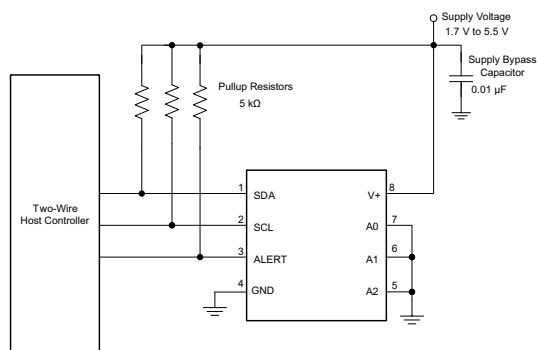 Supply Voltage
1.7 V to 5.5 V
Supply Bypass
Capacitor
0.01 µF
Pullup Resistors
5 kΩ
Two-Wire
Host Controller
1
SDA
V+
8
2
SCL
A0
7
3
ALERT
A1
6
4
GND
A2
5